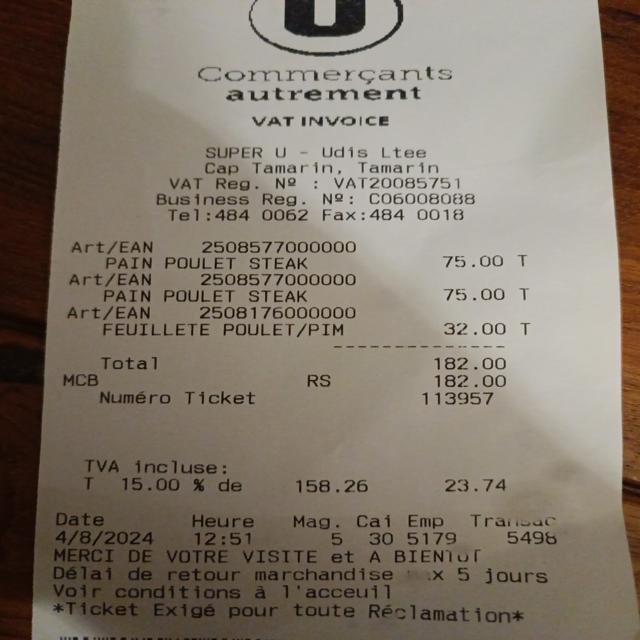 U
Commerçants
autrement
VAT INVOICE
SUPER U - Udis Ltee
Cap Tamarin, Tamarin
VAT Reg. Nº : VAT20085751
Business Reg. Nº: C06008088
Tel:484 0062 Fax:484 0018
Art/EAN 2508577000000
PAIN POULET STEAK 75.00 T
Art/EAN 2508577000000
PAIN POULET STEAK 75.00 T
Art/EAN 2508176000000
FEUILLETE POULET/PIM 32.00 T
Total 182.00
MCB RS 182.00
Numéro Ticket 113957
TVA incluse:
T 15.00 % de 158.26 23.74
Date Heure Mag. Cai Emp Transac
4/8/2024 12:51 5 30 5179 5498
MERCI DE VOTRE VISITE et A BIENTOT
Délai de retour marchandise x 5 jours
Voir conditions à l'acceuil
*Ticket Exigé pour toute Réclamation*